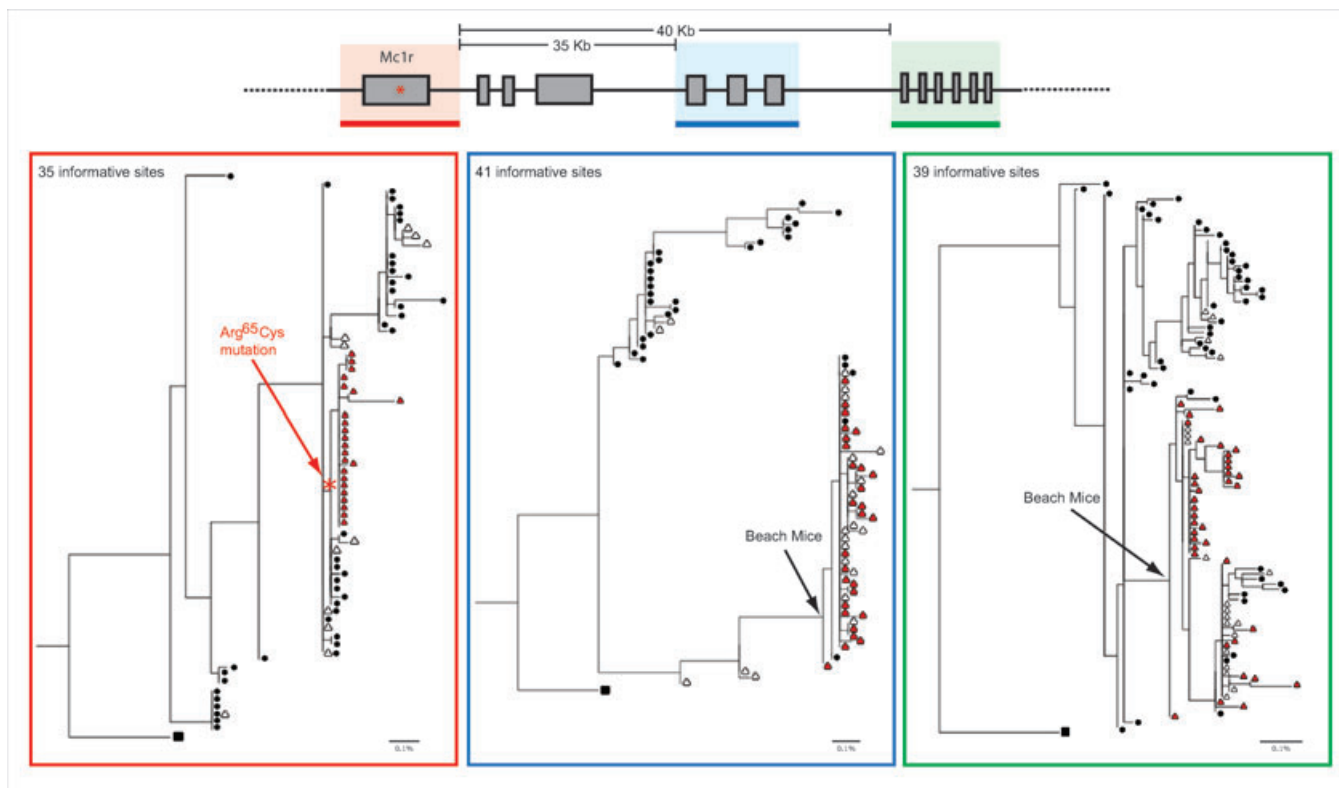 40 Kb
35 Kb
Mc1r
*
35 informative sites
Arg65Cys
mutation
*
0.1%
41 informative sites
Beach Mice
0.1%
39 informative sites
Beach Mice
0.1%